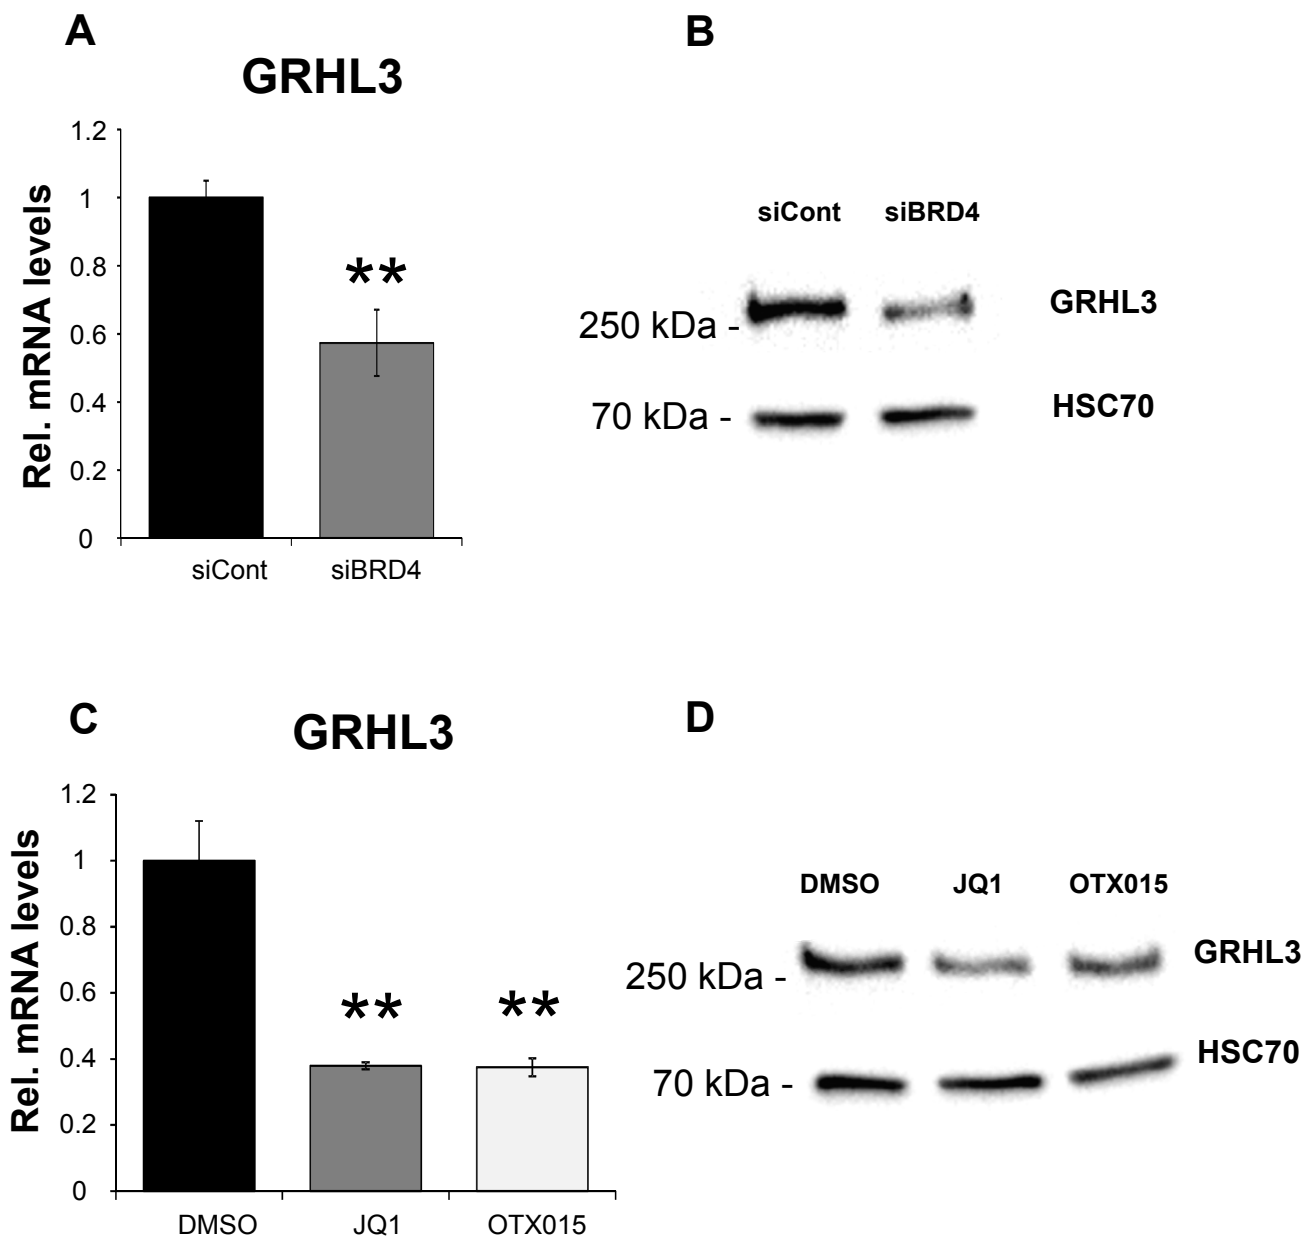 A
GRHL3
Rel. mRNA levels
1.2
1
0.8
0.6
0.4
0.2
0
**
siCont siBRD4
B
siCont siBRD4
250 kDa - GRHL3
70 kDa - HSC70
C
GRHL3
Rel. mRNA levels
1.2
1
0.8
0.6
0.4
0.2
0
** **
DMSO JQ1 OTX015
D
DMSO JQ1 OTX015
250 kDa - GRHL3
70 kDa - HSC70